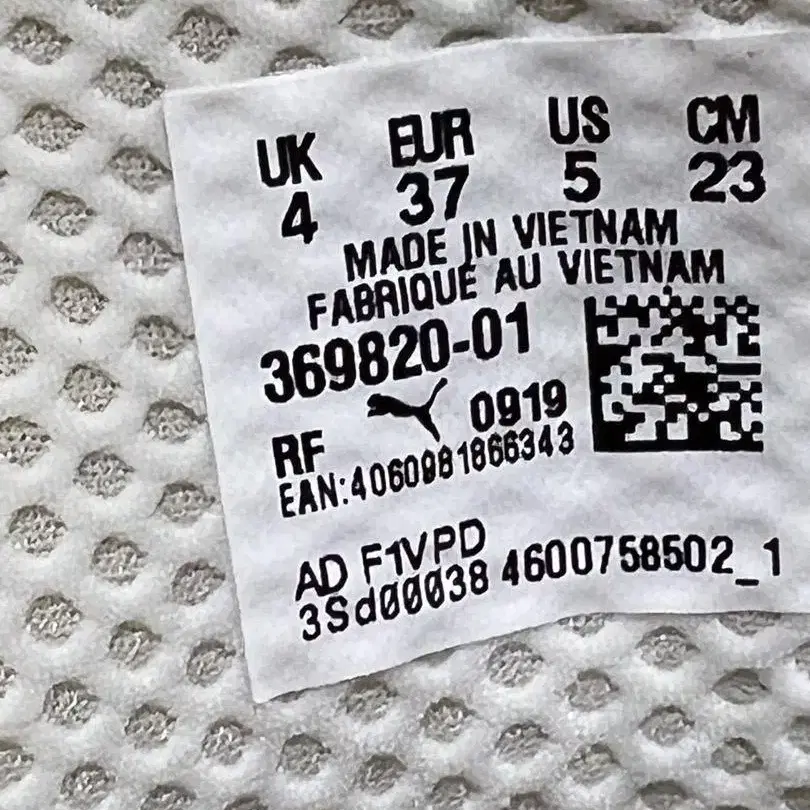 UK EUR US CM
4 37 5 23
MADE IN VIETNAM
FABRIQUÉ AU VIETNAM
369820-01
RF 0919
EAN:4060981866343
AD F1VPD
3Sd00038 4600758502_1